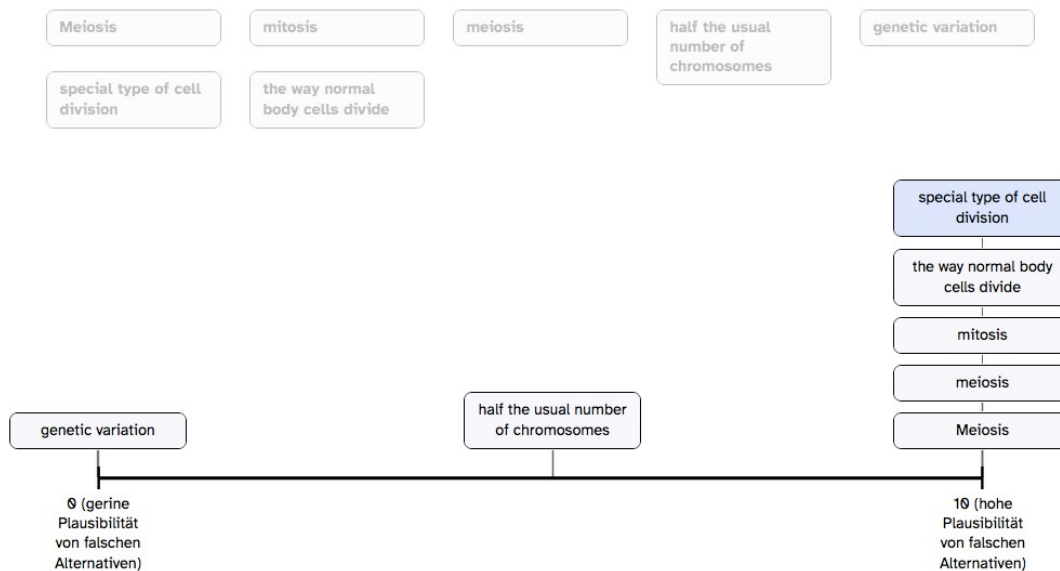 Meiosis
mitosis
meiosis
half the usual
number of
chromosomes
genetic variation
special type of cell
division
the way normal
body cells divide
special type of cell
division
the way normal body
cells divide
mitosis
meiosis
Meiosis
half the usual number
of chromosomes
genetic variation
0 (gerine
Plausibilität
von falschen
Alternativen)
10 (hohe
Plausibilität
von falschen
Alternativen)